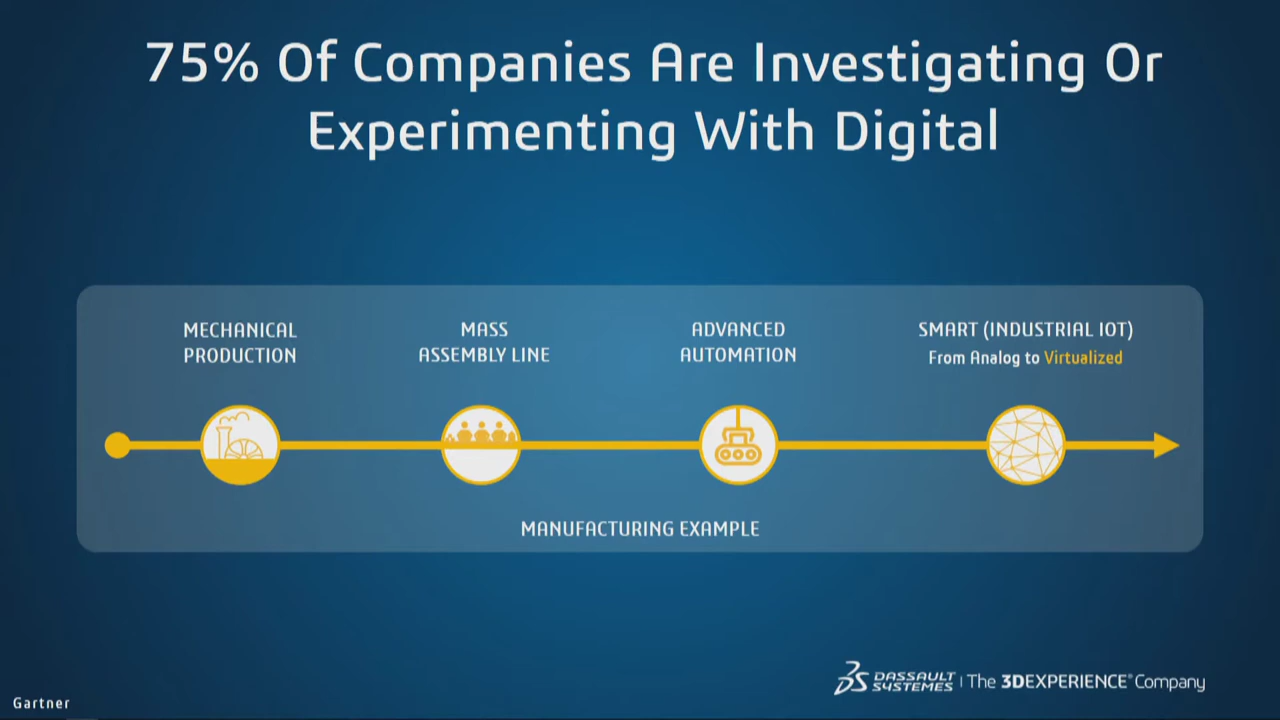 75% Of Companies Are Investigating Or
Experimenting With Digital
MECHANICAL
PRODUCTION
MASS
ASSEMBLY LINE
ADVANCED
AUTOMATION
SMART (INDUSTRIAL IOT)
From Analog to Virtualized
MANUFACTURING EXAMPLE
DASSAULT
SYSTEMES | The 3DEXPERIENCE® Company
Gartner